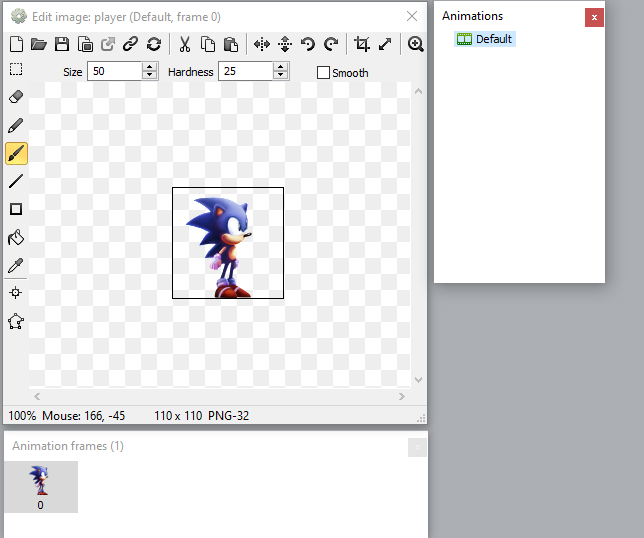 Edit image: player (Default, frame 0)
Animations
x
Default
Size 50 Hardness 25 Smooth
100% Mouse: 166, -45 110 x 110 PNG-32
Animation frames (1)
x
0